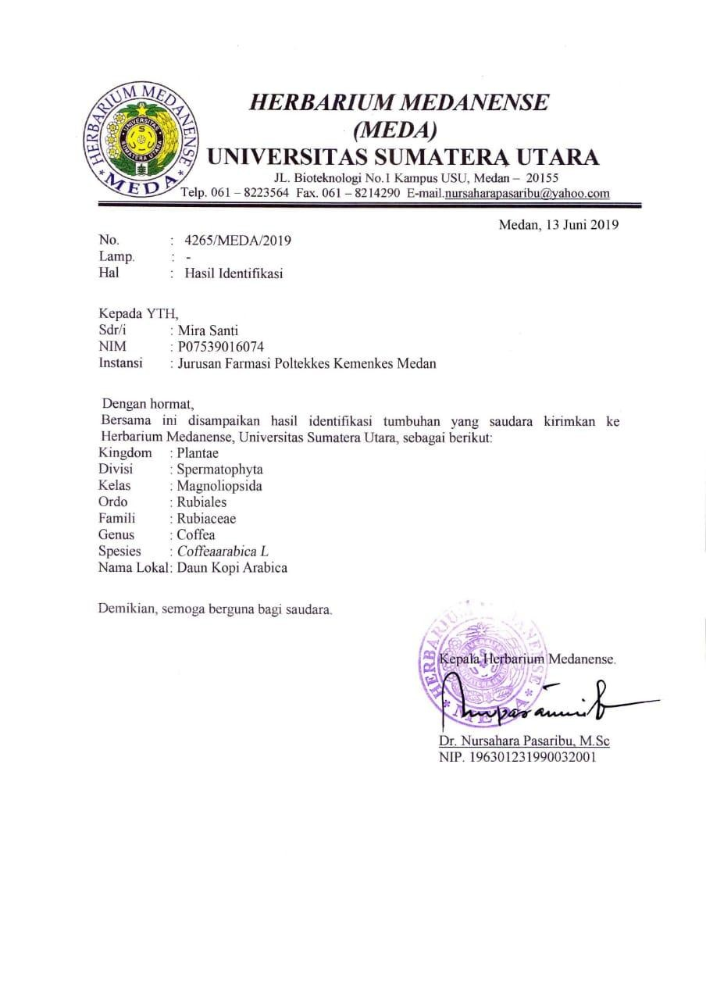 HERBARIUM MEDANENSE
(MEDA)
UNIVERSITAS SUMATERA UTARA
JL. Bioteknologi No.1 Kampus USU, Medan – 20155
Telp. 061 – 8223564 Fax. 061 – 8214290 E-mail.nursaharapasaribu@yahoo.com
HERBARIUM MEDANENSE
* MEDA *
UNIVERSITAS
SUMATERA UTARA
Medan, 13 Juni 2019
No. : 4265/MEDA/2019
Lamp. : -
Hal : Hasil Identifikasi
Kepada YTH,
Sdr/i : Mira Santi
NIM : P07539016074
Instansi : Jurusan Farmasi Poltekkes Kemenkes Medan
Dengan hormat,
Bersama ini disampaikan hasil identifikasi tumbuhan yang saudara kirimkan ke
Herbarium Medanense, Universitas Sumatera Utara, sebagai berikut:
Kingdom : Plantae
Divisi : Spermatophyta
Kelas : Magnoliopsida
Ordo : Rubiales
Famili : Rubiaceae
Genus : Coffea
Spesies : Coffeaarabica L
Nama Lokal: Daun Kopi Arabica
Demikian, semoga berguna bagi saudara.
Kepala Herbarium Medanense.
HERBARIUM MEDANENSE
* MEDA *
Dr. Nursahara Pasaribu, M.Sc
NIP. 196301231990032001